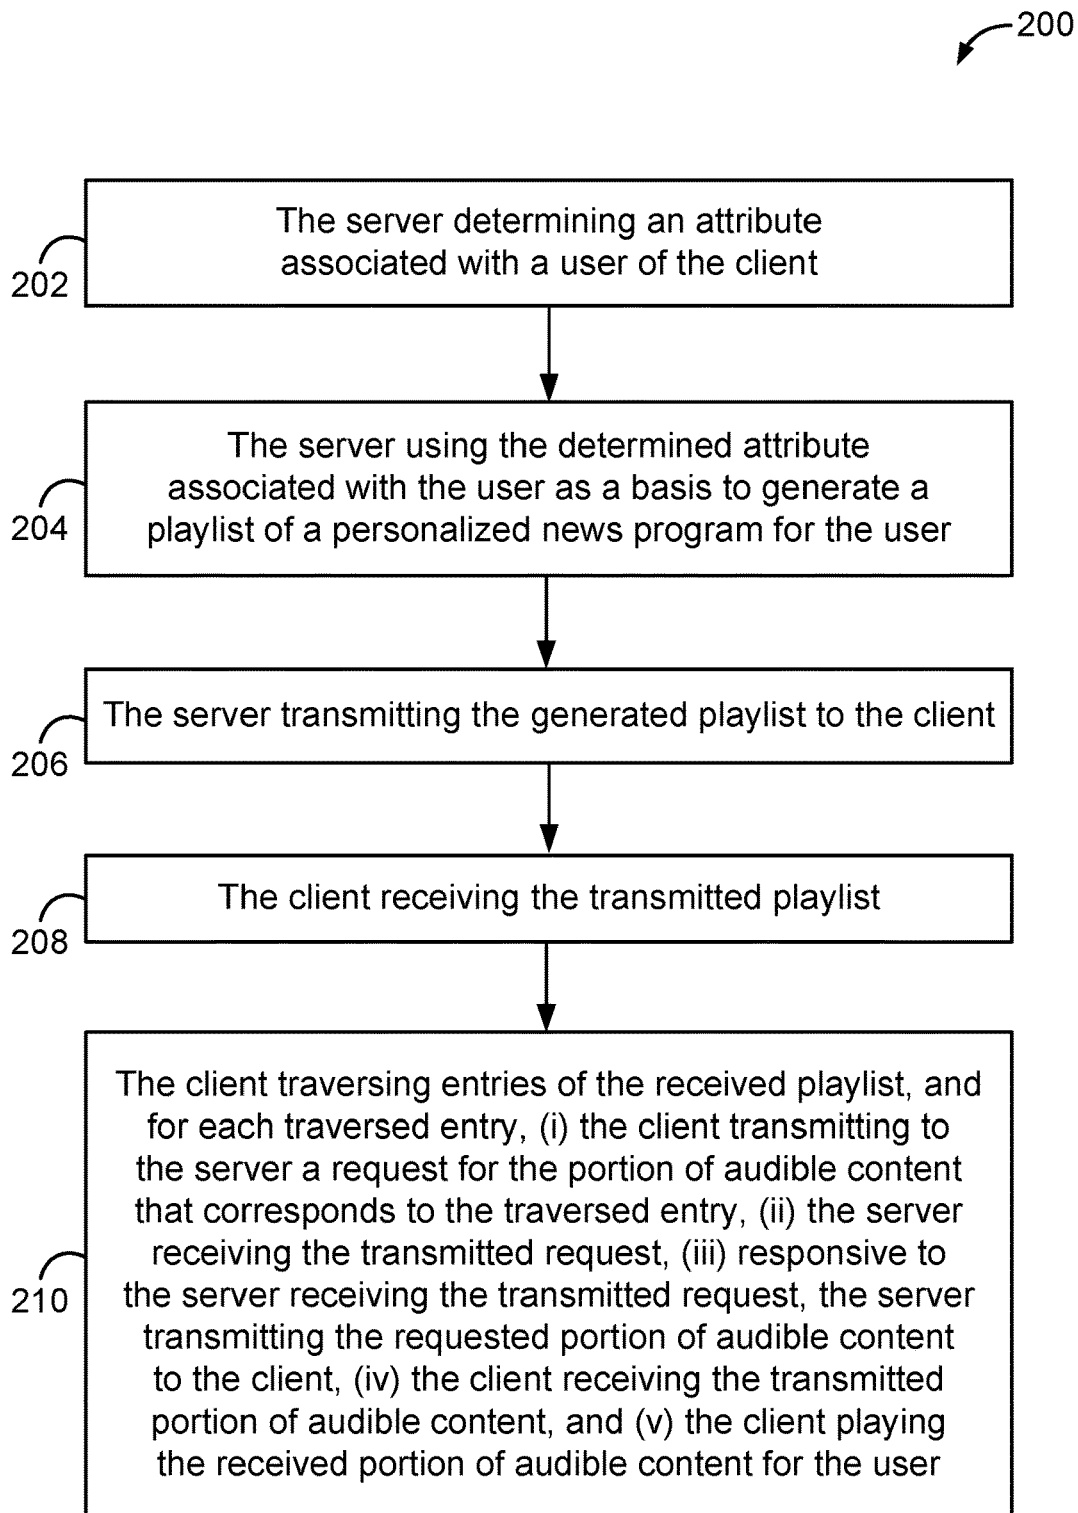 200
The server determining an attribute
associated with a user of the client
202
The server using the determined attribute
associated with the user as a basis to generate a
playlist of a personalized news program for the user
204
The server transmitting the generated playlist to the client
206
The client receiving the transmitted playlist
208
The client traversing entries of the received playlist, and
for each traversed entry, (i) the client transmitting to
the server a request for the portion of audible content
that corresponds to the traversed entry, (ii) the server
receiving the transmitted request, (iii) responsive to
the server receiving the transmitted request, the server
transmitting the requested portion of audible content
to the client, (iv) the client receiving the transmitted
portion of audible content, and (v) the client playing
the received portion of audible content for the user
210